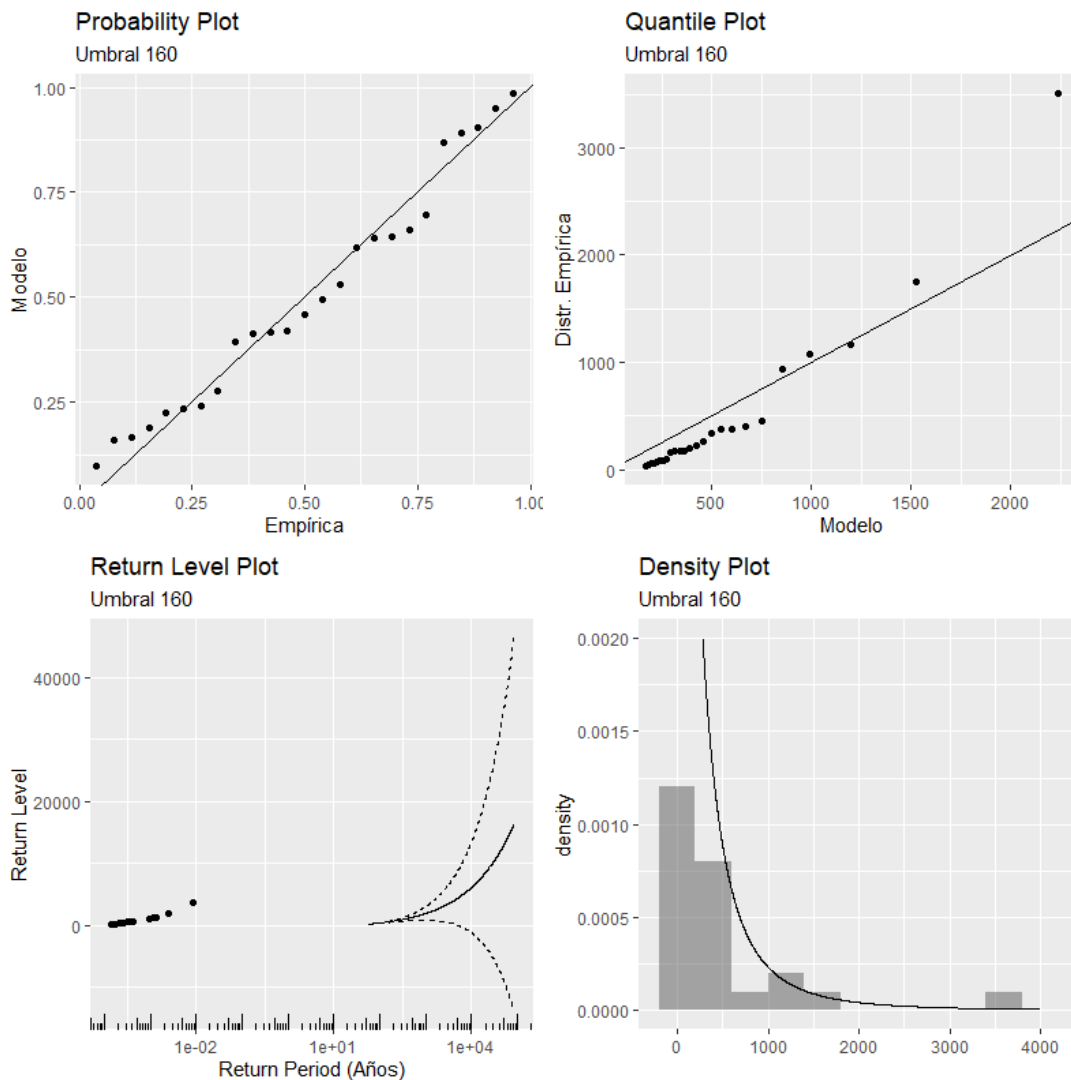 Probability Plot
Umbral 160
1.00
0.75
0.50
0.25
Modelo
0.00
0.25
0.50
0.75
1.00
Empírica
Quantile Plot
Umbral 160
3000
2000
1000
0
Distr. Empírica
500
1000
1500
2000
Modelo
Return Level Plot
Umbral 160
40000
20000
0
Return Level
1e-02
1e+01
1e+04
Return Period (Años)
Density Plot
Umbral 160
0.0020
0.0015
0.0010
0.0005
0.0000
density
0
1000
2000
3000
4000